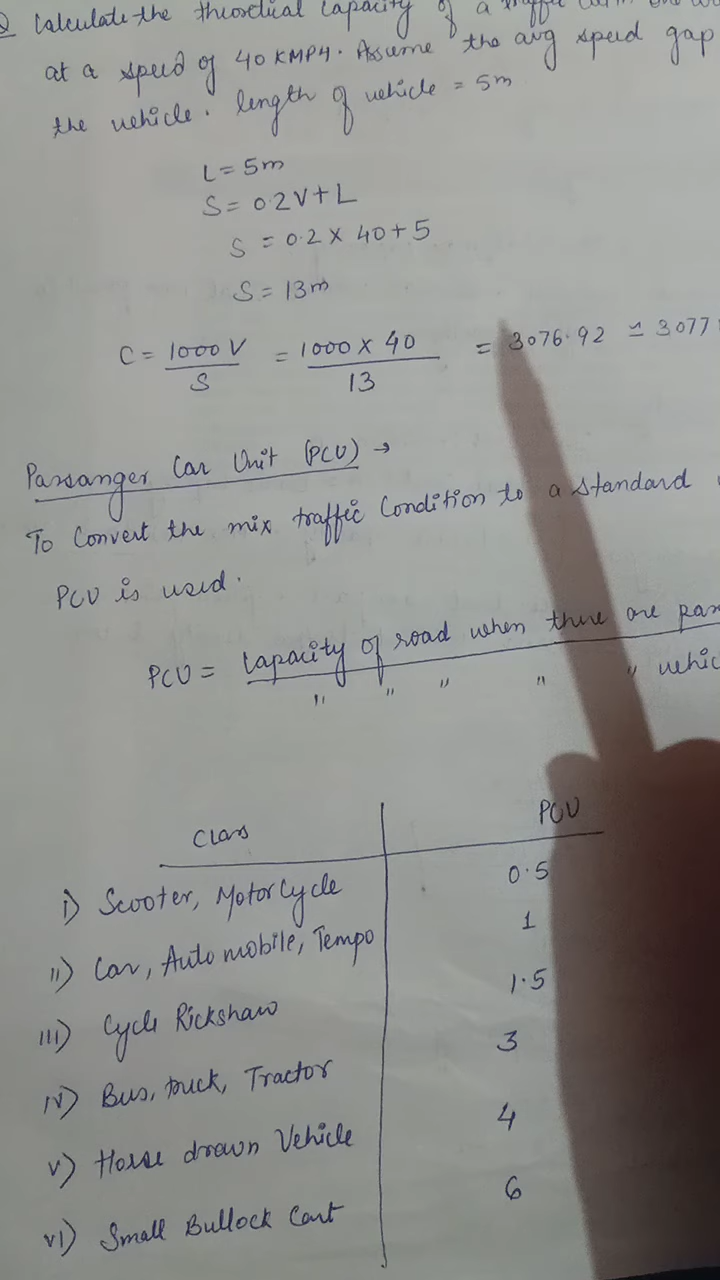 Q Calculate the theoretical capacity of a traffic
at a speed of 40 KMPH. Assume the avg speed gap
the vehicle. length of vehicle = 5m
L = 5m
S = 0.2V+L
S = 0.2 × 40+5
S = 13m
C = 1000 V / S = 1000 × 40 / 13 = 3076.92 ≃ 3077
Passanger Car Unit (PCU) →
To Convert the mix traffic Condition to a standard
PCU is used.
PCU = Capacity of road when there are
" " " " " vehic
Class PCU
i) Scooter, Motorcycle 0.5
ii) Car, Automobile, Tempo 1
iii) Cycle Rickshaw 1.5
iv) Bus, truck, Tractor 3
v) Horse drawn Vehicle 4
vi) Small Bullock Cart 6